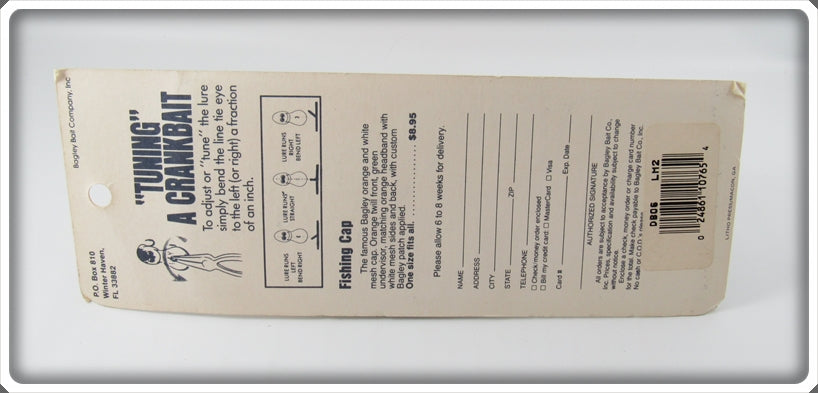 Bagley Bait Company, Inc
P.O. Box 810
Winter Haven,
FL 33882
"TUNING"
A CRANKBAIT
To adjust or "tune" the lure
simply bend the line tie eye
to the left (or right) a fraction
of an inch.
LURE RUNS
LEFT
BEND RIGHT
LURE RUNS
STRAIGHT
LURE RUNS
RIGHT
BEND LEFT
Fishing Cap
The famous Bagley orange and white
mesh cap. Orange twill front, green
undervisor, matching orange headband with
white mesh sides and back, with custom
Bagley patch applied.
One size fits all. .................. $8.95
Please allow 6 to 8 weeks for delivery.
NAME
ADDRESS
CITY
STATE ZIP
TELEPHONE
□ Check/money order enclosed
□ Bill my credit card □ MasterCard □ Visa
Card # Exp. Date
AUTHORIZED SIGNATURE
All orders are subject to acceptance by Bagley Bait Co.,
Inc. Prices, specification and availability subject to change
without notice.
Enclose a check, money order or charge card number
for the total. Make check payable to Bagley Bait Co., Inc.
No cash or C.O.D.'s
DB06 LM2
0 24861 10765 4
LITHO PRESS/MACON, GA